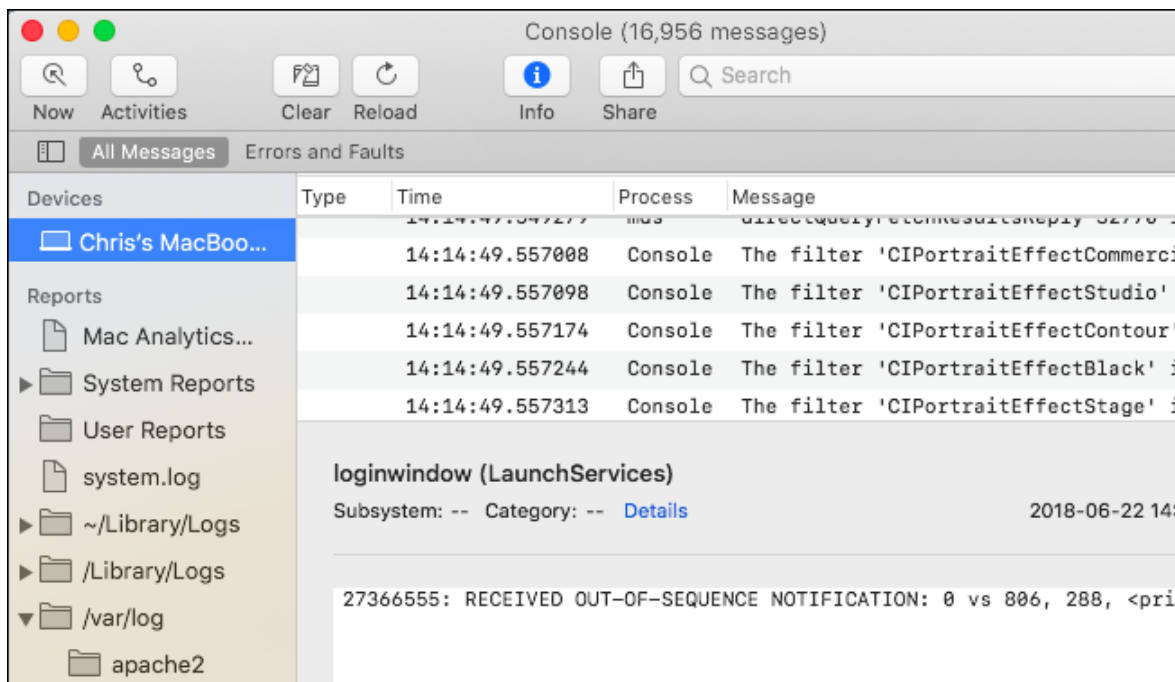 Console (16,956 messages)
Search
Now Activities Clear Reload Info Share
All Messages Errors and Faults
Devices
Chris's MacBoo...
Reports
Mac Analytics...
System Reports
User Reports
system.log
~/Library/Logs
/Library/Logs
/var/log
apache2
Type Time Process Message
14:14:49.557008 Console The filter 'CIPortraitEffectCommerci
14:14:49.557098 Console The filter 'CIPortraitEffectStudio'
14:14:49.557174 Console The filter 'CIPortraitEffectContour'
14:14:49.557244 Console The filter 'CIPortraitEffectBlack' i
14:14:49.557313 Console The filter 'CIPortraitEffectStage' i
loginwindow (LaunchServices)
Subsystem: -- Category: -- Details 2018-06-22 14:
27366555: RECEIVED OUT-OF-SEQUENCE NOTIFICATION: 0 vs 806, 288, <pri